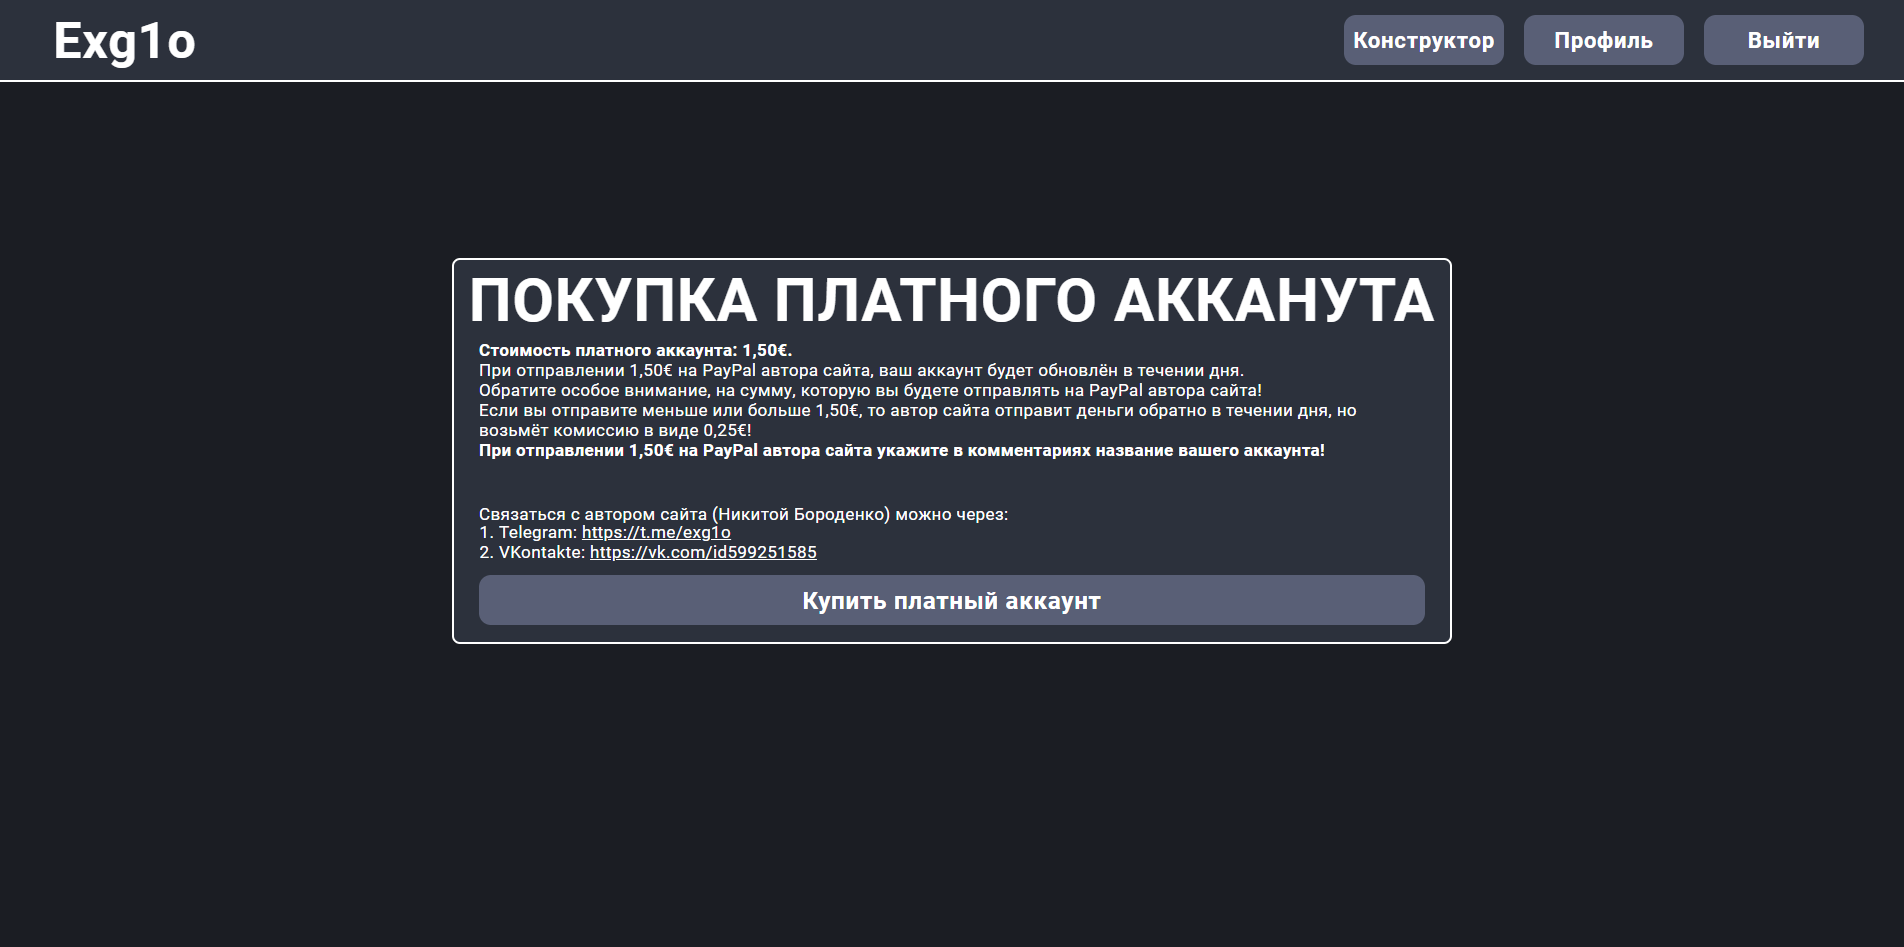 Exg1o
Конструктор
Профиль
Выйти
ПОКУПКА ПЛАТНОГО АККАНУТА
Стоимость платного аккаунта: 1,50€.
При отправлении 1,50€ на PayPal автора сайта, ваш аккаунт будет обновлён в течении дня.
Обратите особое внимание, на сумму, которую вы будете отправлять на PayPal автора сайта!
Если вы отправите меньше или больше 1,50€, то автор сайта отправит деньги обратно в течении дня, но
возьмёт комиссию в виде 0,25€!
При отправлении 1,50€ на PayPal автора сайта укажите в комментариях название вашего аккаунта!
Связаться с автором сайта (Никитой Бороденко) можно через:
1. Telegram: https://t.me/exg1o
2. VKontakte: https://vk.com/id599251585
Купить платный аккаунт